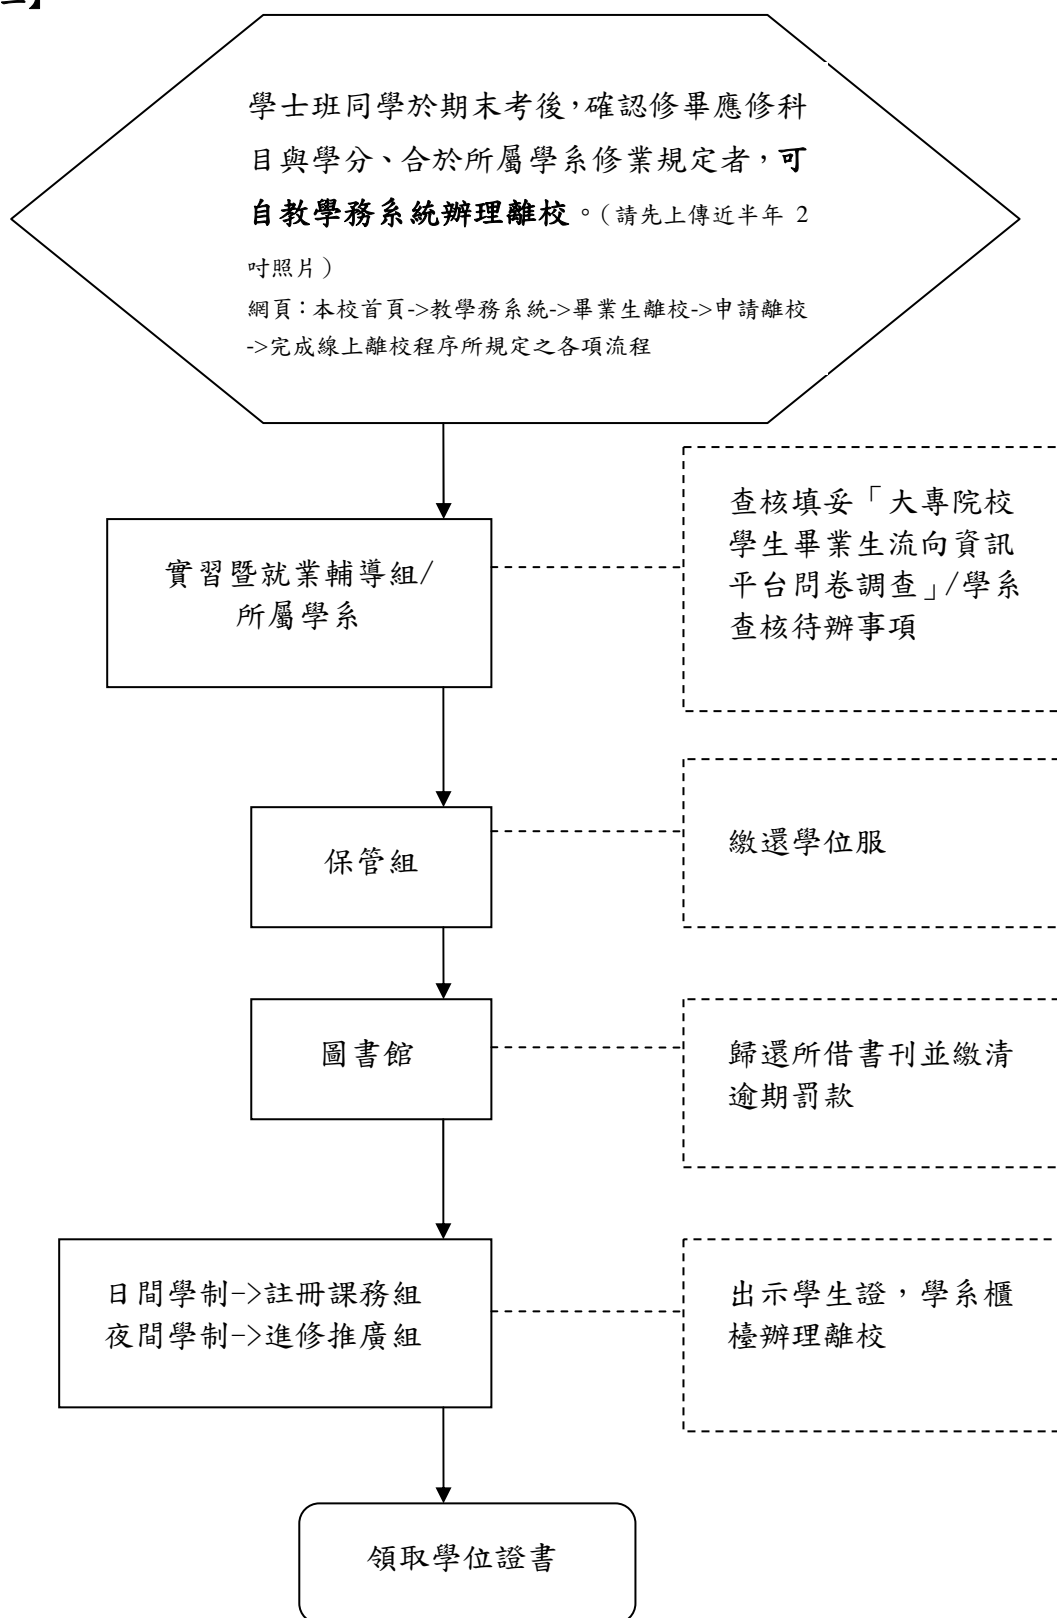 二】
學士班同學於期末考後，確認修畢應修科
目與學分、合於所屬學系修業規定者，可
自教學務系統辦理離校。（請先上傳近半年 2
吋照片）
網頁：本校首頁->教學務系統->畢業生離校->申請離校
->完成線上離校程序所規定之各項流程
實習暨就業輔導組/
所屬學系
查核填妥「大專院校
學生畢業生流向資訊
平台問卷調查」/學系
查核待辦事項
保管組
繳還學位服
圖書館
歸還所借書刊並繳清
逾期罰款
日間學制->註冊課務組
夜間學制->進修推廣組
出示學生證，學系櫃
檯辦理離校
領取學位證書